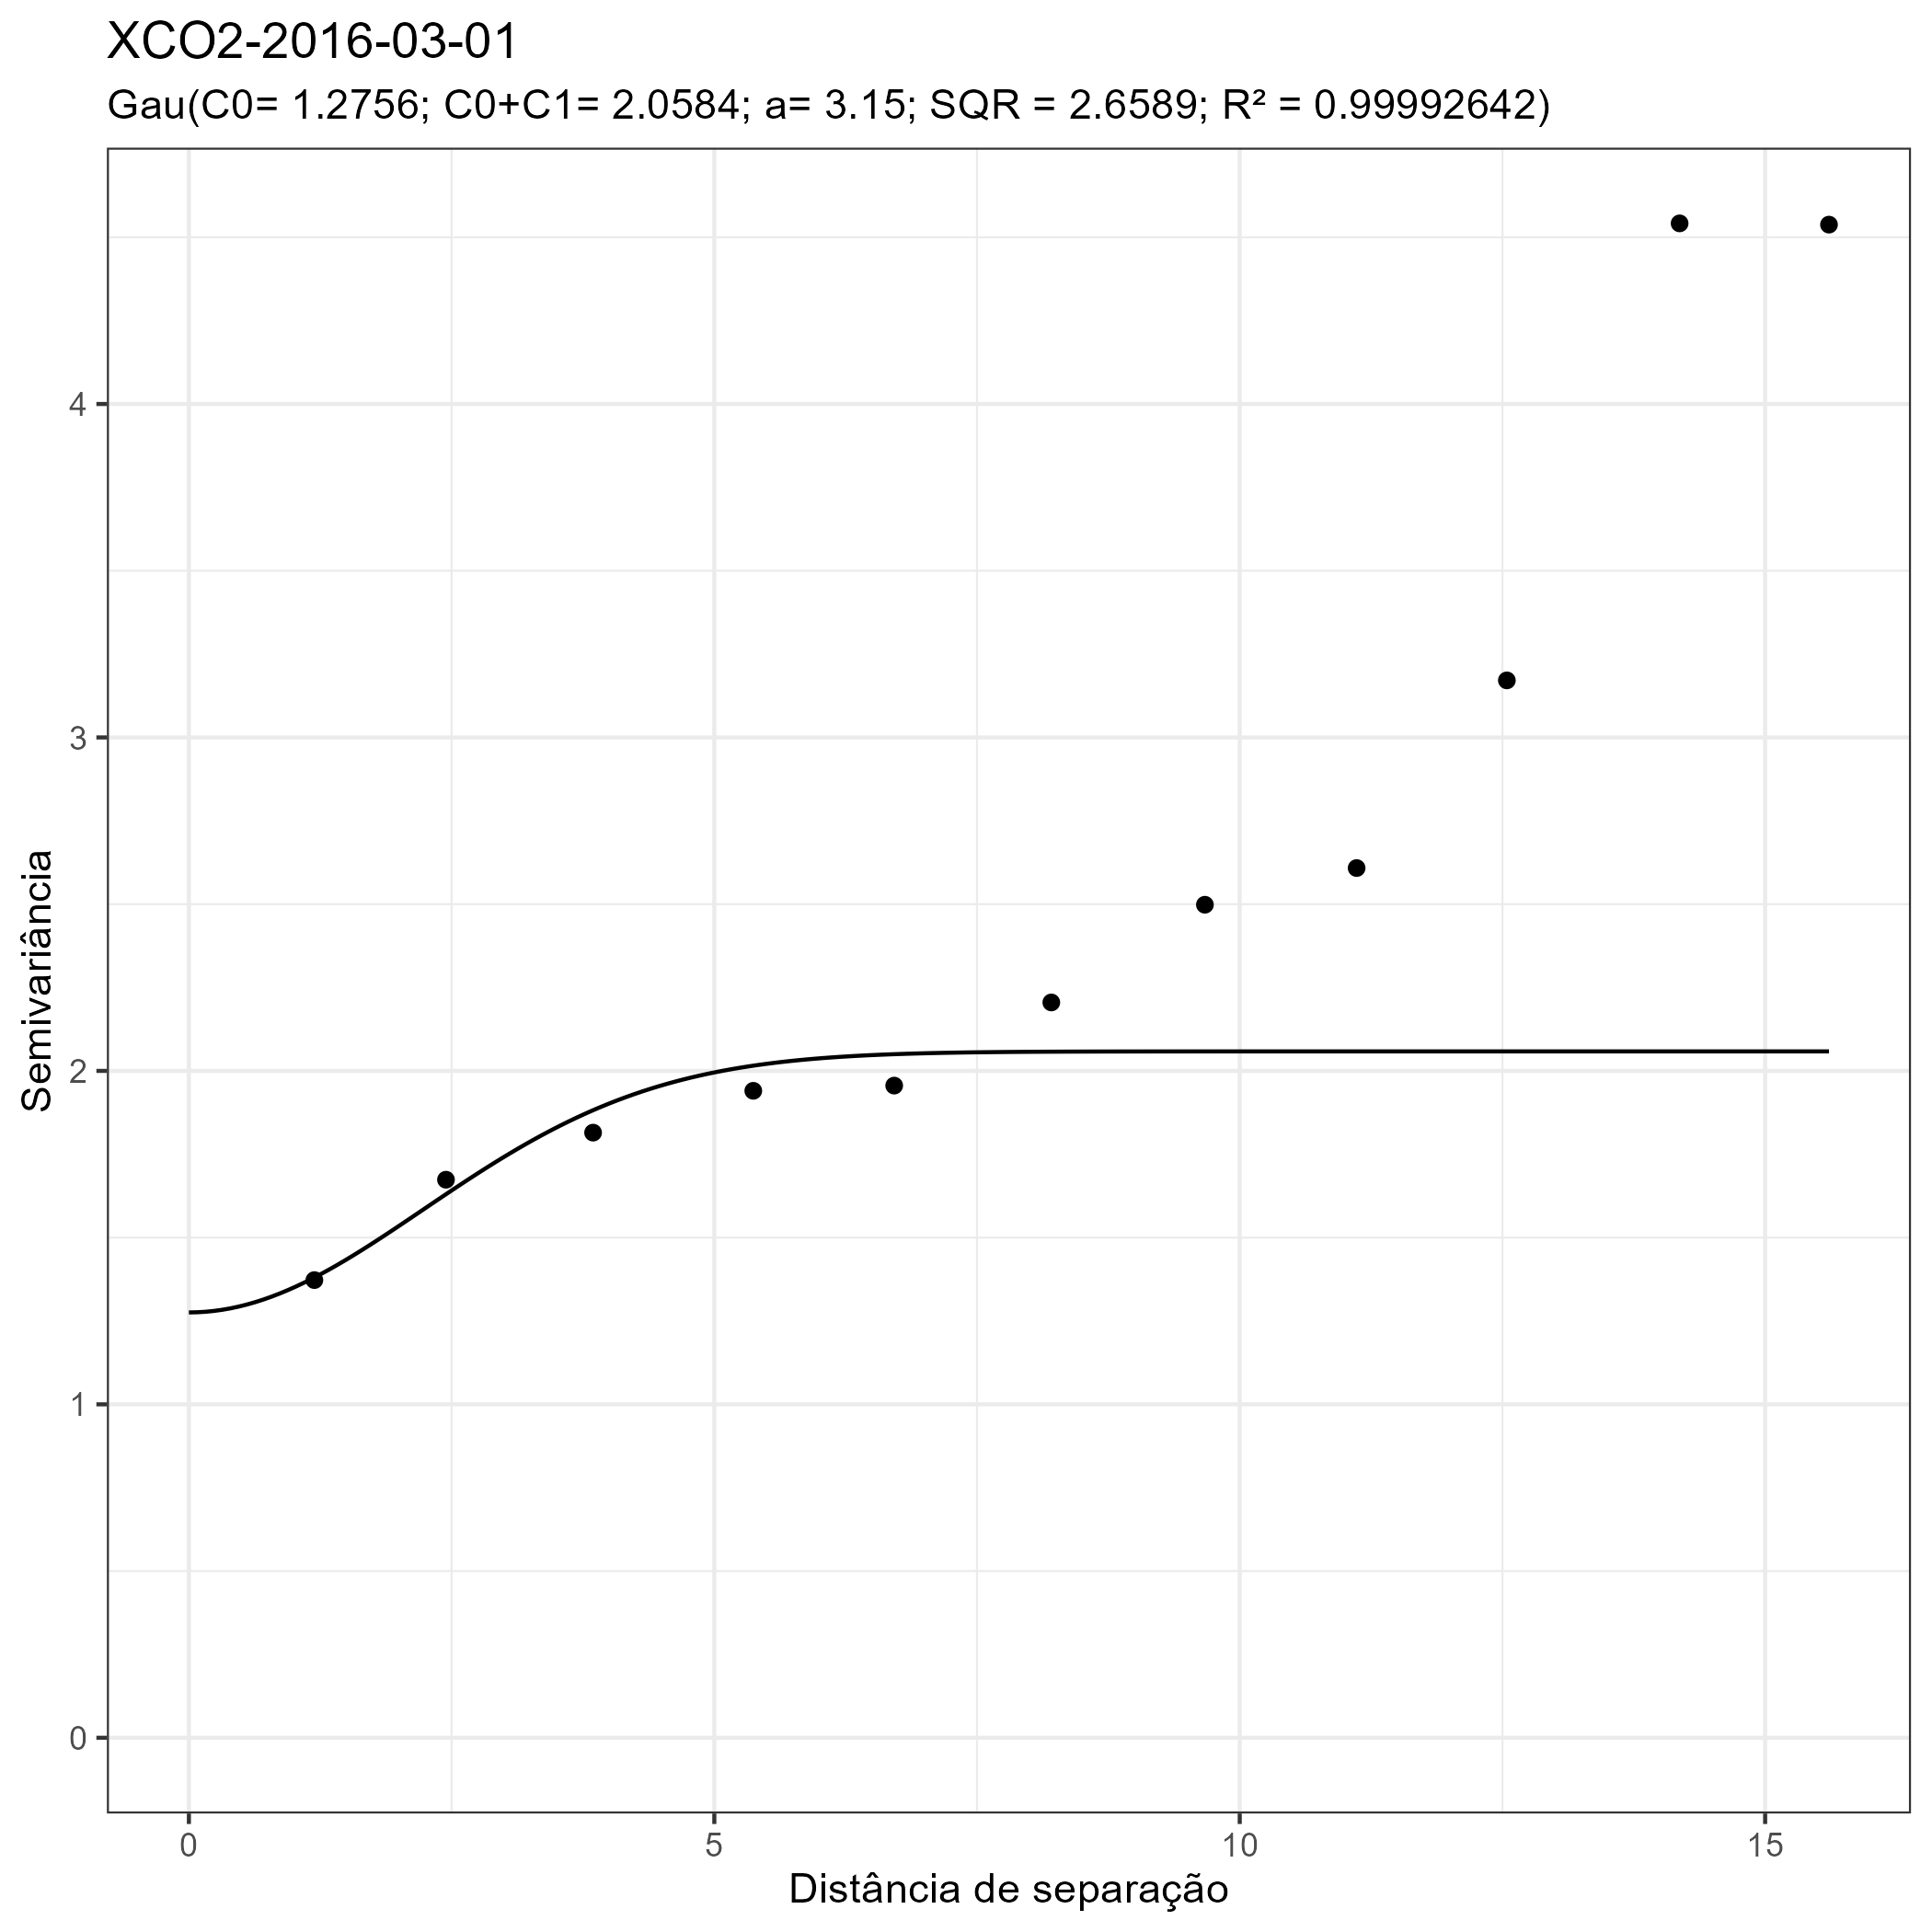 XCO2-2016-03-01
Gau(C0= 1.2756; C0+C1= 2.0584; a= 3.15; SQR = 2.6589; R² = 0.99992642)
4
3
2
1
0
Semivariância
0 5 10 15
Distância de separação